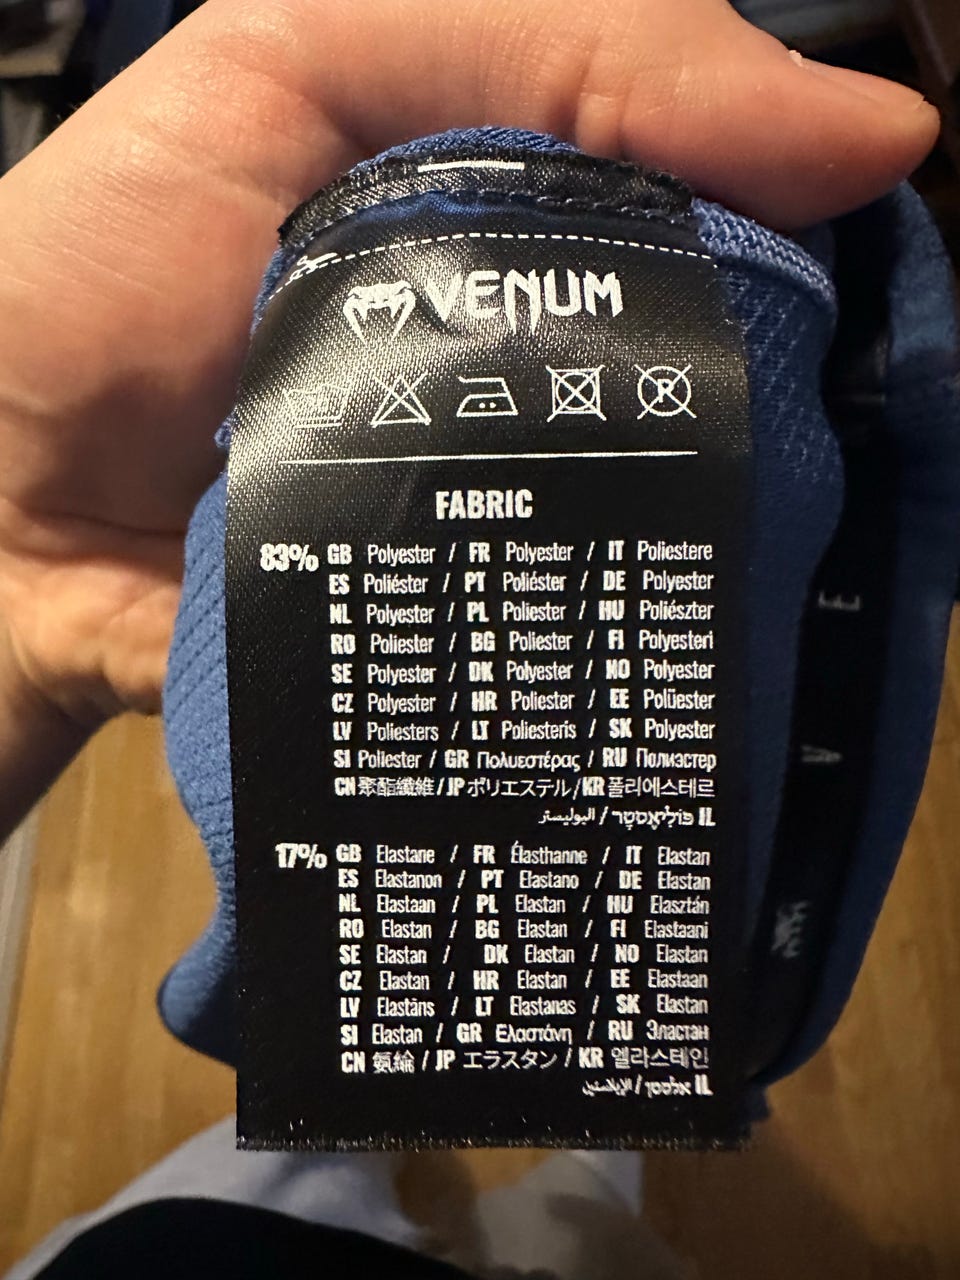 VENUM
P
FABRIC
83% GB Polyester / FR Polyester / IT Poliestere
ES Poliéster / PT Poliéster / DE Polyester
NL Polyester / PL Poliester / HU Poliészter
RO Poliester / BG Poliester / FI Polyesteri
SE Polyester / DK Polyester / NO Polyester
CZ Polyester / HR Poliester / EE Polüester
LV Poliesters / LT Poliesteris / SK Polyester
SI Poliester / GR Πολυεστέρας / RU Полиэстер
CN 聚酯纖維 / JP ポリエステル / KR 폴리에스테르
IL פּוֹלִיאֶסטֶר / البوليستر
17% GB Elastane / FR Élasthanne / IT Elastan
ES Elastanon / PT Elastano / DE Elastan
NL Elastaan / PL Elastan / HU Elasztán
RO Elastan / BG Elastan / FI Elastaani
SE Elastan / DK Elastan / NO Elastan
CZ Elastan / HR Elastan / EE Elastaan
LV Elastāns / LT Elastanas / SK Elastan
SI Elastan / GR Ελαστάνη / RU Эластан
CN 氨綸 / JP エラスタン / KR 엘라스테인
IL אלסטן / الإيلاستين